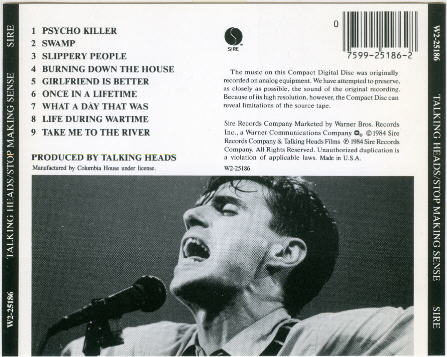 W2-25186 TALKING HEADS/STOP MAKING SENSE SIRE
1 PSYCHO KILLER
2 SWAMP
3 SLIPPERY PEOPLE
4 BURNING DOWN THE HOUSE
5 GIRLFRIEND IS BETTER
6 ONCE IN A LIFETIME
7 WHAT A DAY THAT WAS
8 LIFE DURING WARTIME
9 TAKE ME TO THE RIVER
PRODUCED BY TALKING HEADS
Manufactured by Columbia House under license.
SIRE
0
7599-25186-2
The music on this Compact Digital Disc was originally
recorded on analog equipment. We have attempted to preserve,
as closely as possible, the sound of the original recording.
Because of its high resolution, however, the Compact Disc can
reveal limitations of the source tape.
Sire Records Company Marketed by Warner Bros. Records
Inc., a Warner Communications Company ©1984 Sire
Records Company & Talking Heads Films ℗ 1984 Sire Records
Company. All Rights Reserved. Unauthorized duplication is
a violation of applicable laws. Made in U.S.A.
W2-25186
W2-25186 TALKING HEADS/STOP MAKING SENSE SIRE